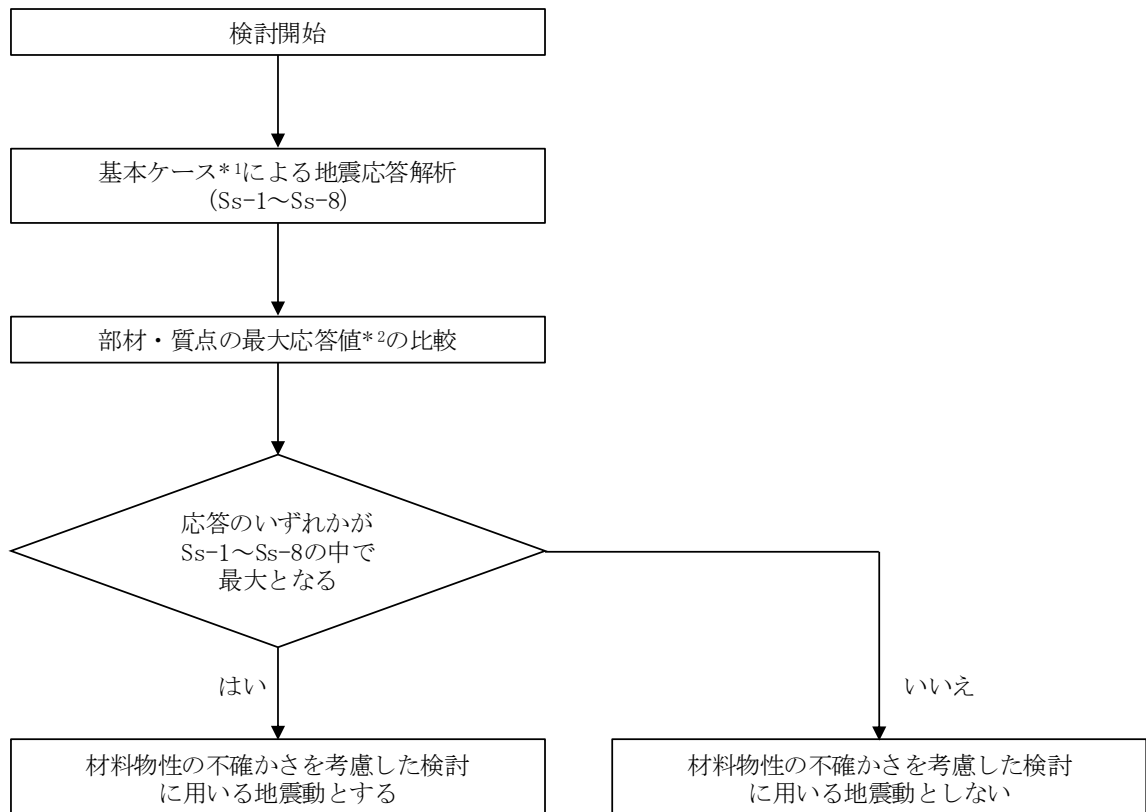 検討開始
基本ケース*1による地震応答解析
(Ss-1～Ss-8)
部材・質点の最大応答値*2の比較
応答のいずれかが
Ss-1～Ss-8の中で
最大となる
はい
いいえ
材料物性の不確かさを考慮した検討
に用いる地震動とする
材料物性の不確かさを考慮した検討
に用いる地震動としない